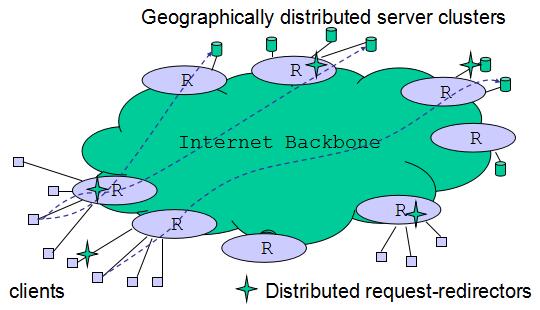 Geographically distributed server clusters
R
R
R
Internet Backbone
R
R
R
R
R
clients
Distributed request-redirectors